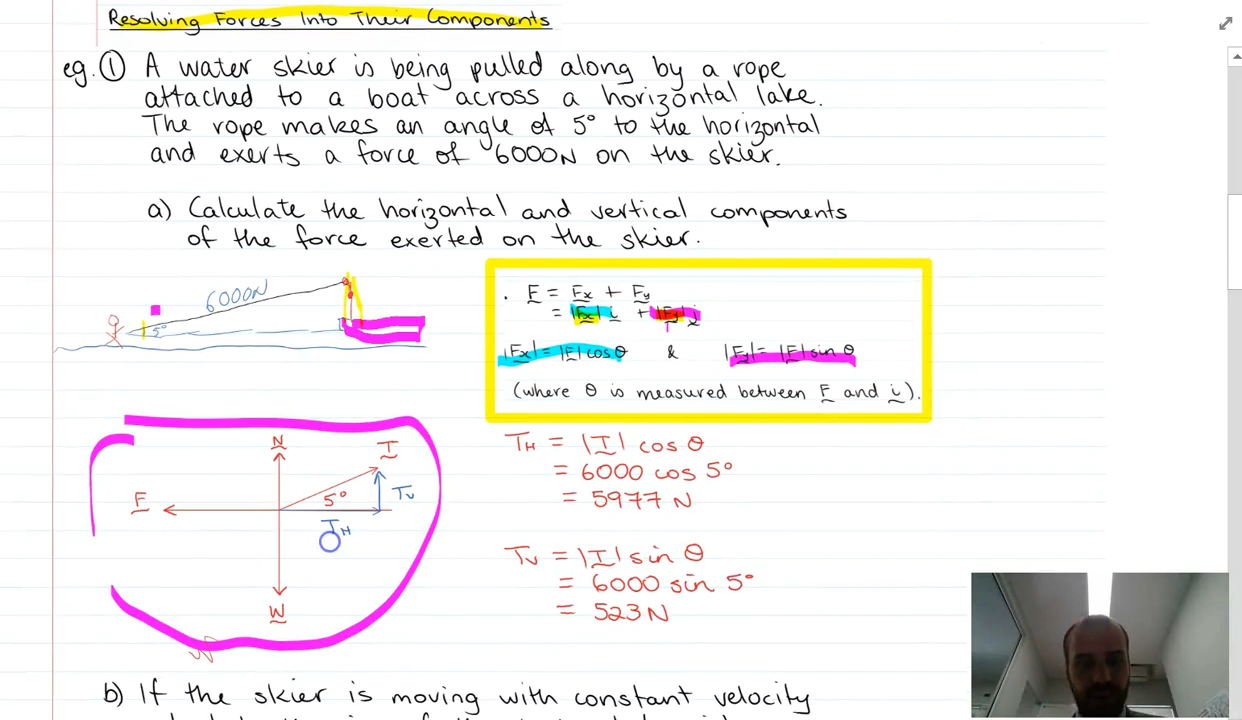 Resolving Forces Into Their Components
eg. ① A water skier is being pulled along by a rope
attached to a boat across a horizontal lake.
The rope makes an angle of 5° to the horizontal
and exerts a force of 6000N on the skier.
a) Calculate the horizontal and vertical components
of the force exerted on the skier.
6000N
5°
F = Fx + Fy
= |Fx| i + |Fy| j
|Fx| = |F| cos θ & |Fy| = |F| sin θ
(where θ is measured between F and i).
N
T
F
5°
Tv
TH
W
TH = |T| cos θ
= 6000 cos 5°
= 5977 N
Tv = |T| sin θ
= 6000 sin 5°
= 523 N
b) If the skier is moving with constant velocity